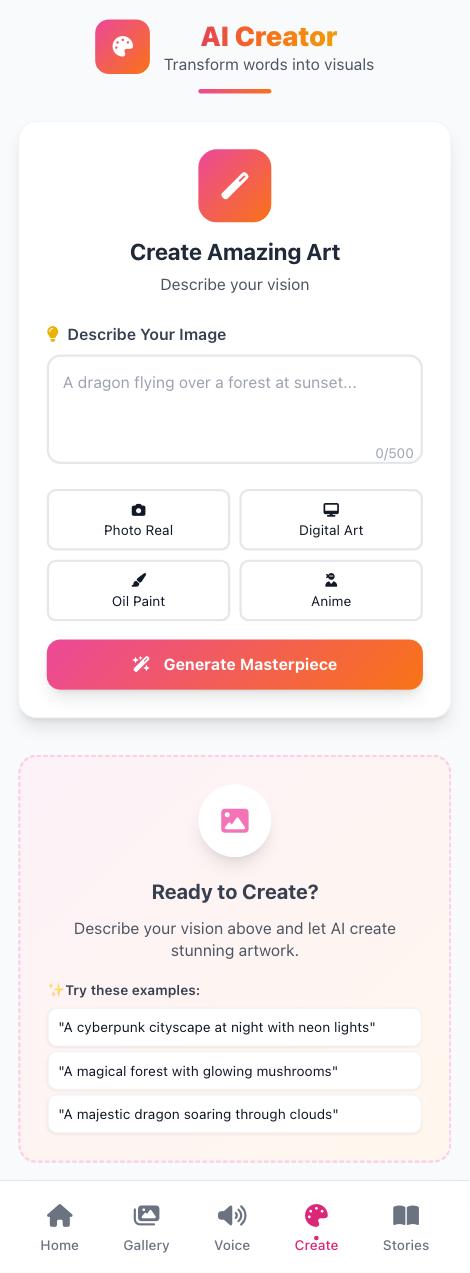 AI Creator
Transform words into visuals
Create Amazing Art
Describe your vision
Describe Your Image
A dragon flying over a forest at sunset...
0/500
Photo Real
Digital Art
Oil Paint
Anime
Generate Masterpiece
Ready to Create?
Describe your vision above and let AI create
stunning artwork.
✨Try these examples:
"A cyberpunk cityscape at night with neon lights"
"A magical forest with glowing mushrooms"
"A majestic dragon soaring through clouds"
Home
Gallery
Voice
Create
Stories